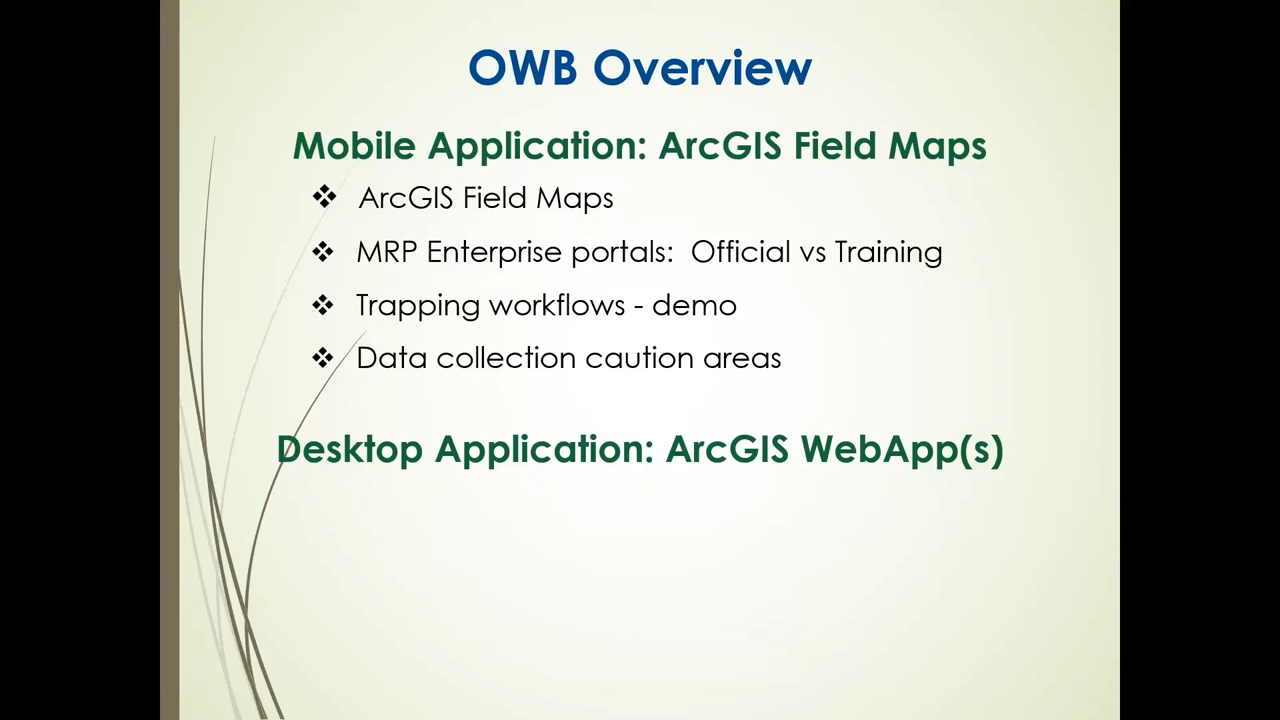 OWB Overview
Mobile Application: ArcGIS Field Maps
❖ ArcGIS Field Maps
❖ MRP Enterprise portals: Official vs Training
❖ Trapping workflows - demo
❖ Data collection caution areas
Desktop Application: ArcGIS WebApp(s)